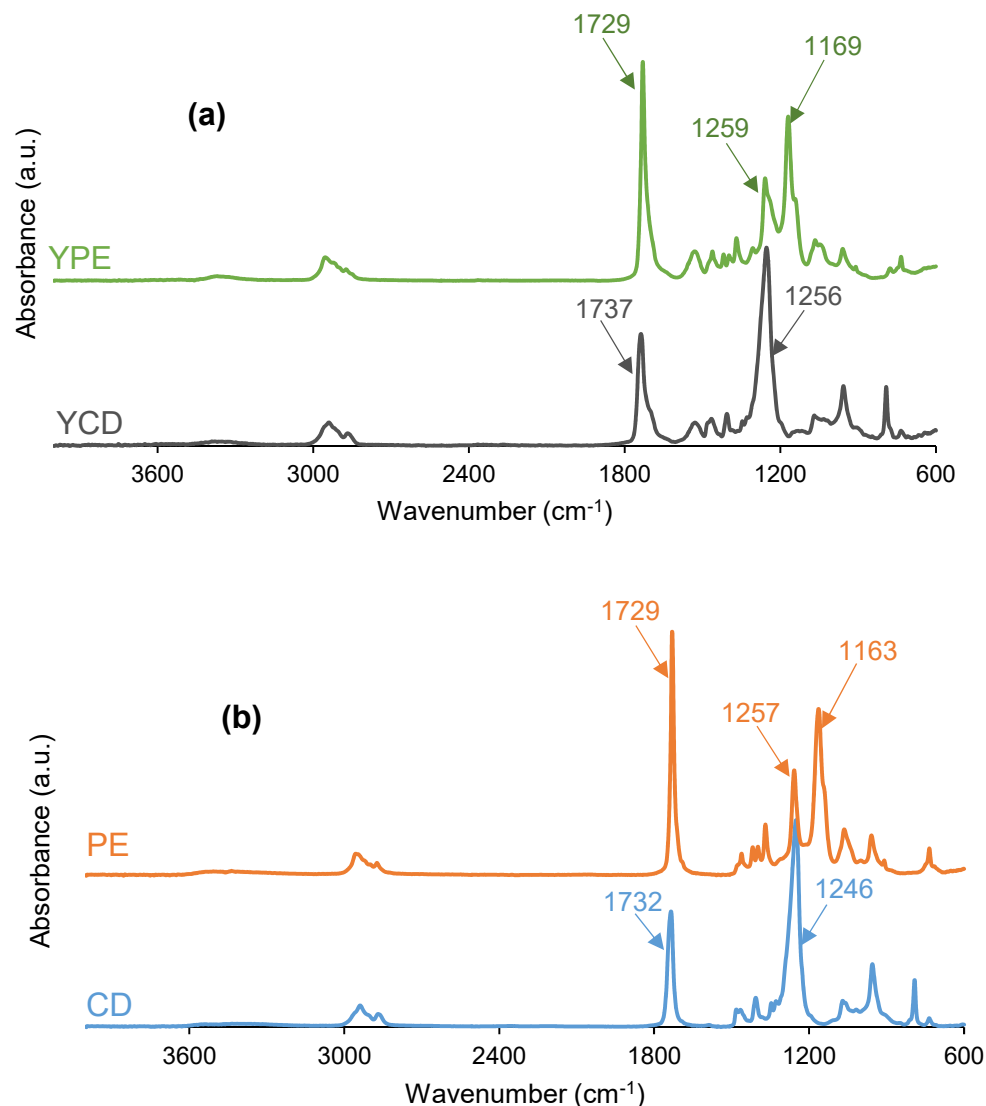 1729
1169
(a)
1259
Absorbance (a.u.)
YPE
1737
1256
YCD
3600 3000 2400 1800 1200 600
Wavenumber (cm⁻¹)
1729
1163
(b)
1257
Absorbance (a.u.)
PE
1732
1246
CD
3600 3000 2400 1800 1200 600
Wavenumber (cm⁻¹)